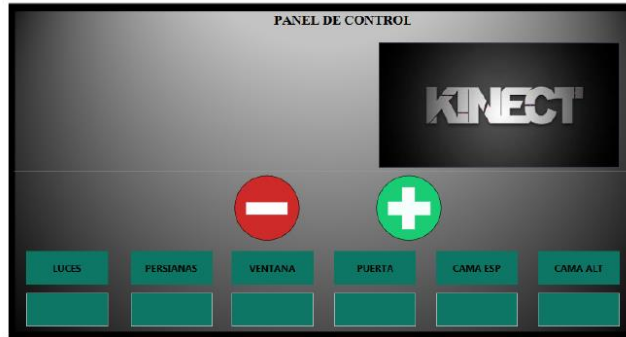 PANEL DE CONTROL
KINECT
LUCES PERSIANAS VENTANA PUERTA CAMA ESP CAMA ALT